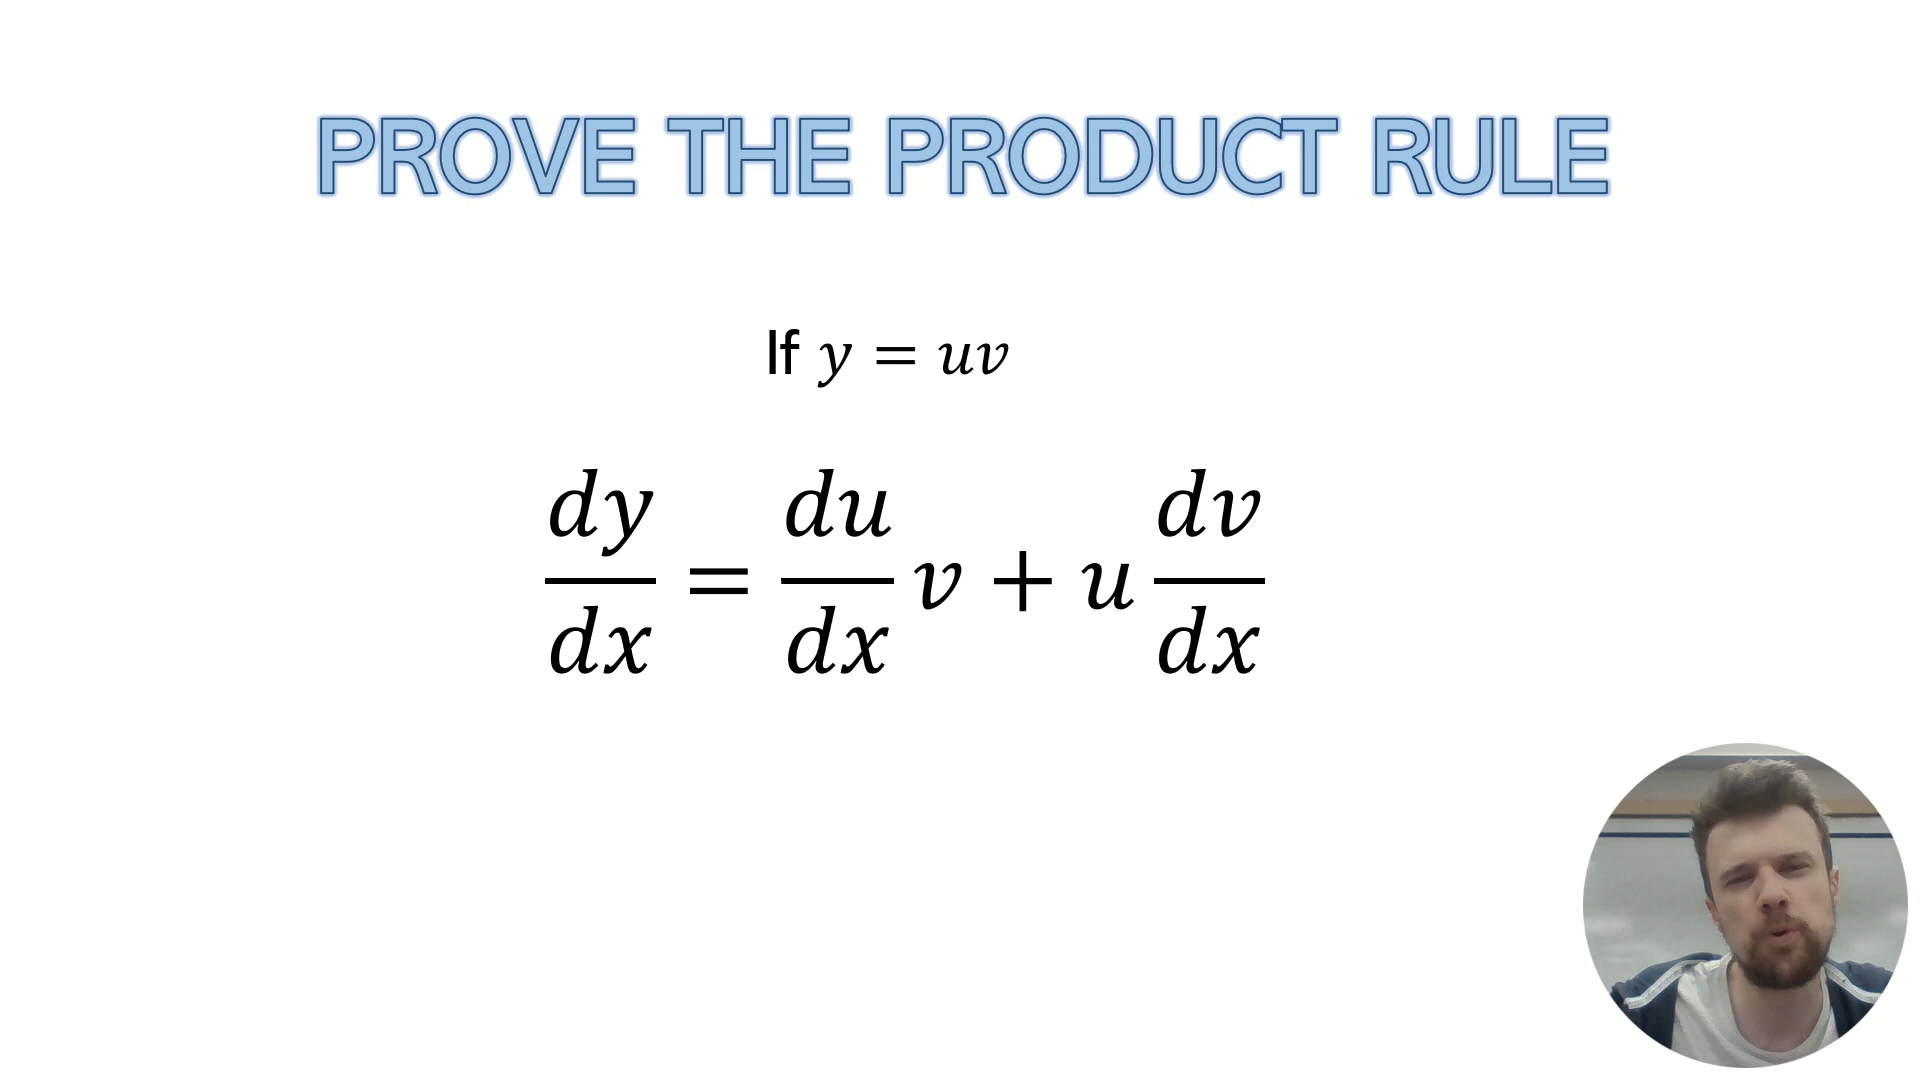 PROVE THE PRODUCT RULE
If y = uv
dy/dx = du/dx v + u dv/dx